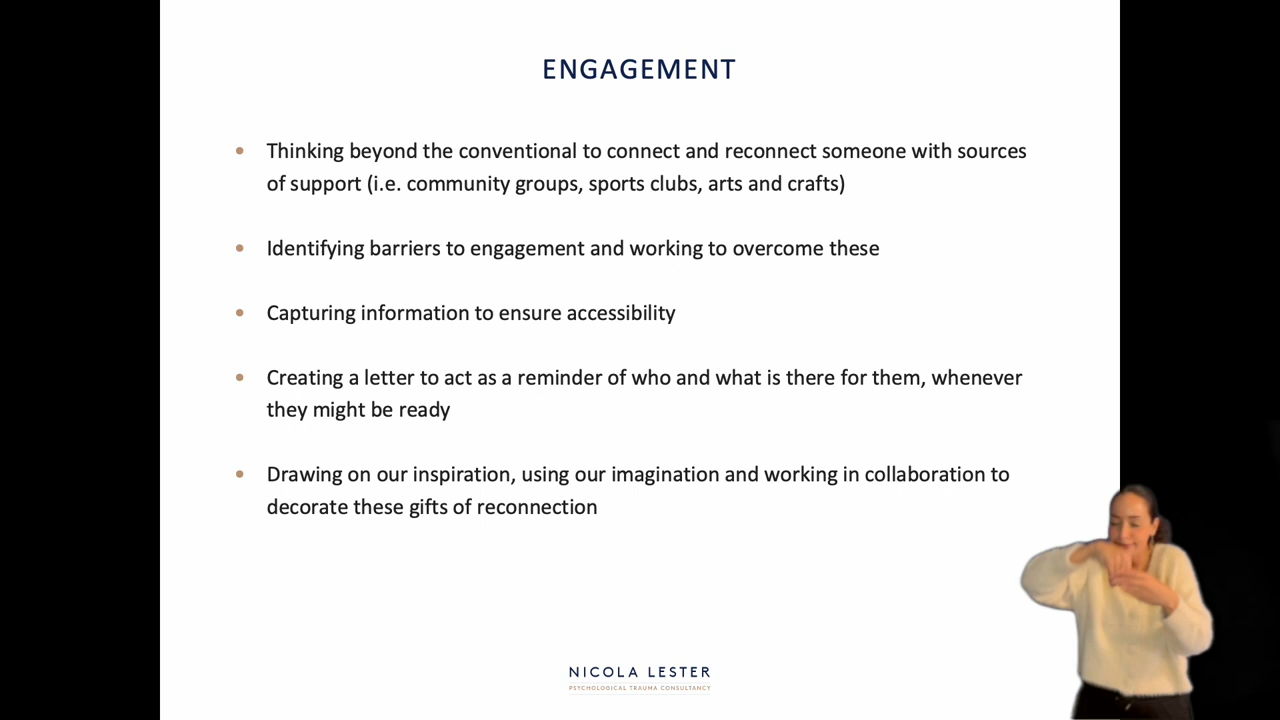 ENGAGEMENT
• Thinking beyond the conventional to connect and reconnect someone with sources
of support (i.e. community groups, sports clubs, arts and crafts)
• Identifying barriers to engagement and working to overcome these
• Capturing information to ensure accessibility
• Creating a letter to act as a reminder of who and what is there for them, whenever
they might be ready
• Drawing on our inspiration, using our imagination and working in collaboration to
decorate these gifts of reconnection
NICOLA LESTER
PSYCHOLOGICAL TRAUMA CONSULTANCY